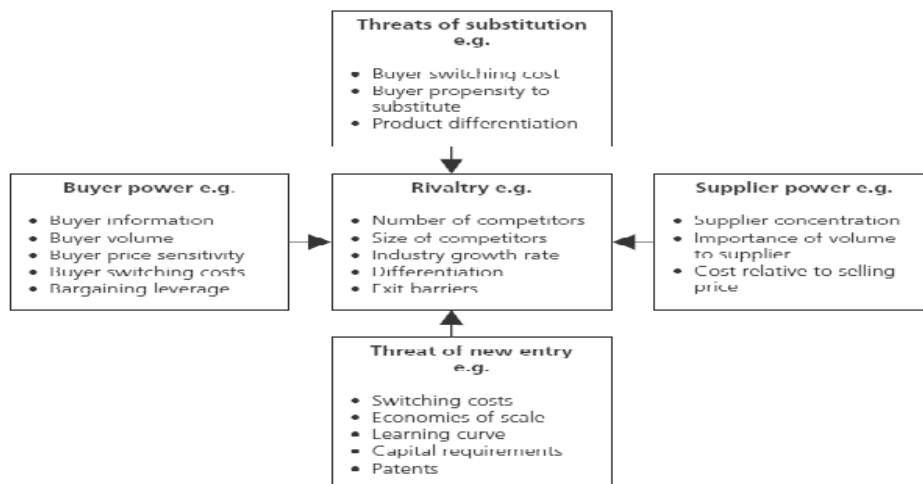 Threats of substitution
e.g.
• Buyer switching cost
• Buyer propensity to
substitute
• Product differentiation
Buyer power e.g.
• Buyer information
• Buyer volume
• Buyer price sensitivity
• Buyer switching costs
• Bargaining leverage
Rivaltry e.g.
• Number of competitors
• Size of competitors
• Industry growth rate
• Differentiation
• Exit barriers
Supplier power e.g.
• Supplier concentration
• Importance of volume
to supplier
• Cost relative to selling
price
Threat of new entry
e.g.
• Switching costs
• Economies of scale
• Learning curve
• Capital requirements
• Patents